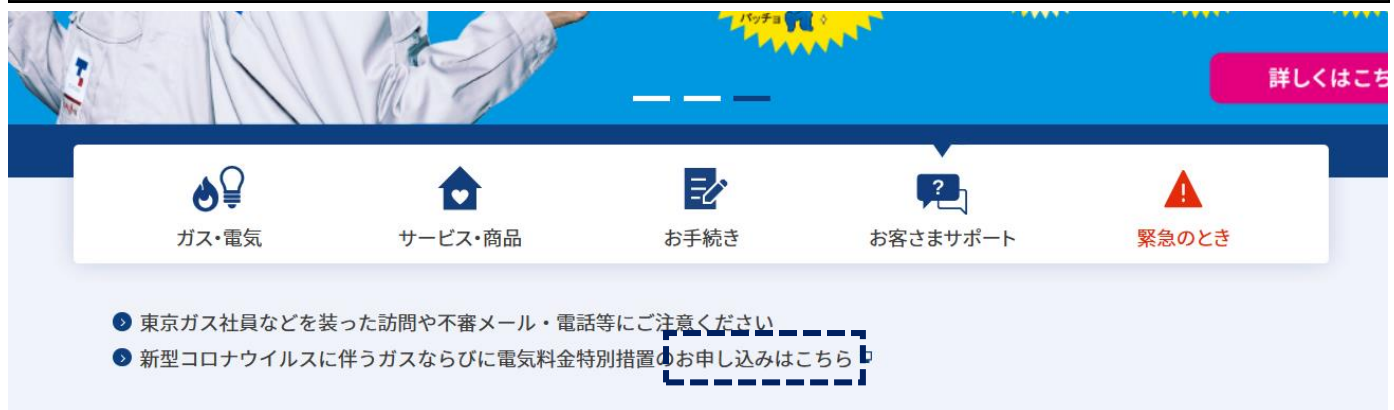 パッチョ
詳しくはこち
ガス・電気
サービス・商品
お手続き
お客さまサポート
緊急のとき
東京ガス社員などを装った訪問や不審メール・電話等にご注意ください
新型コロナウイルスに伴うガスならびに電気料金特別措置のお申し込みはこちら